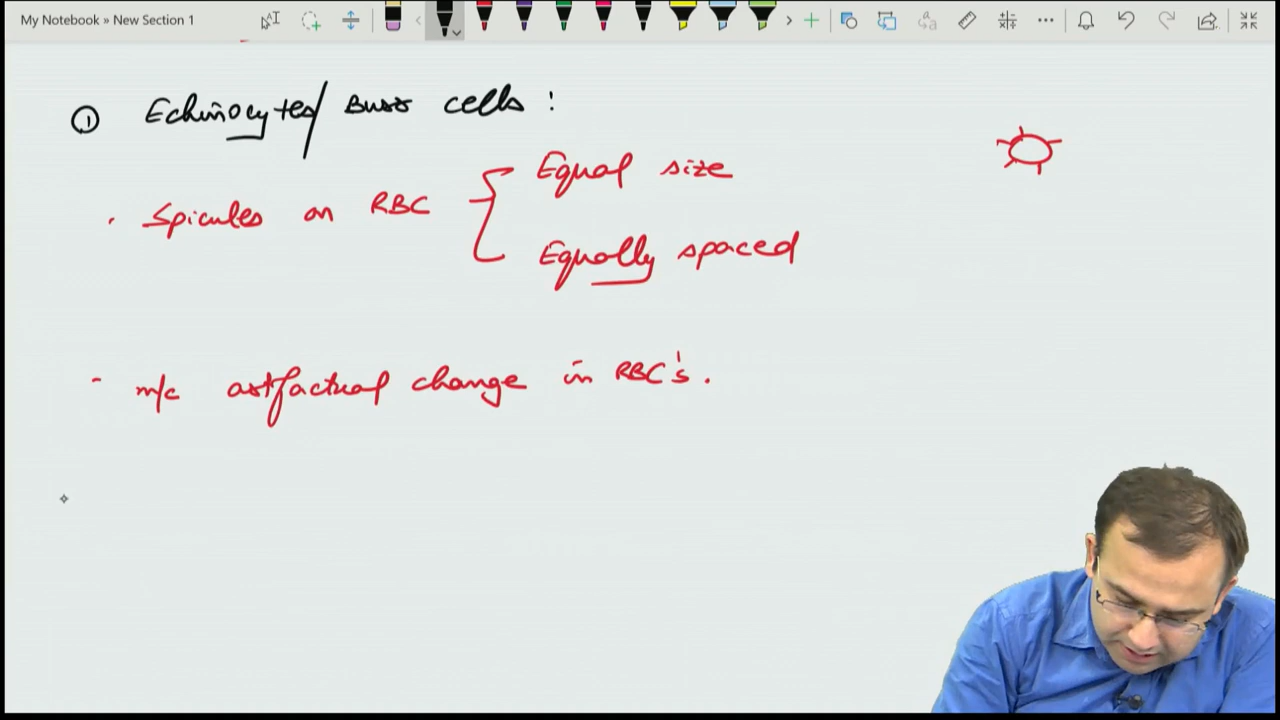 My Notebook » New Section 1
① Echinocytes/ Burr cells :
Equal size
· Spicules on RBC
Equally spaced
- m/c artfactual change in RBC's.